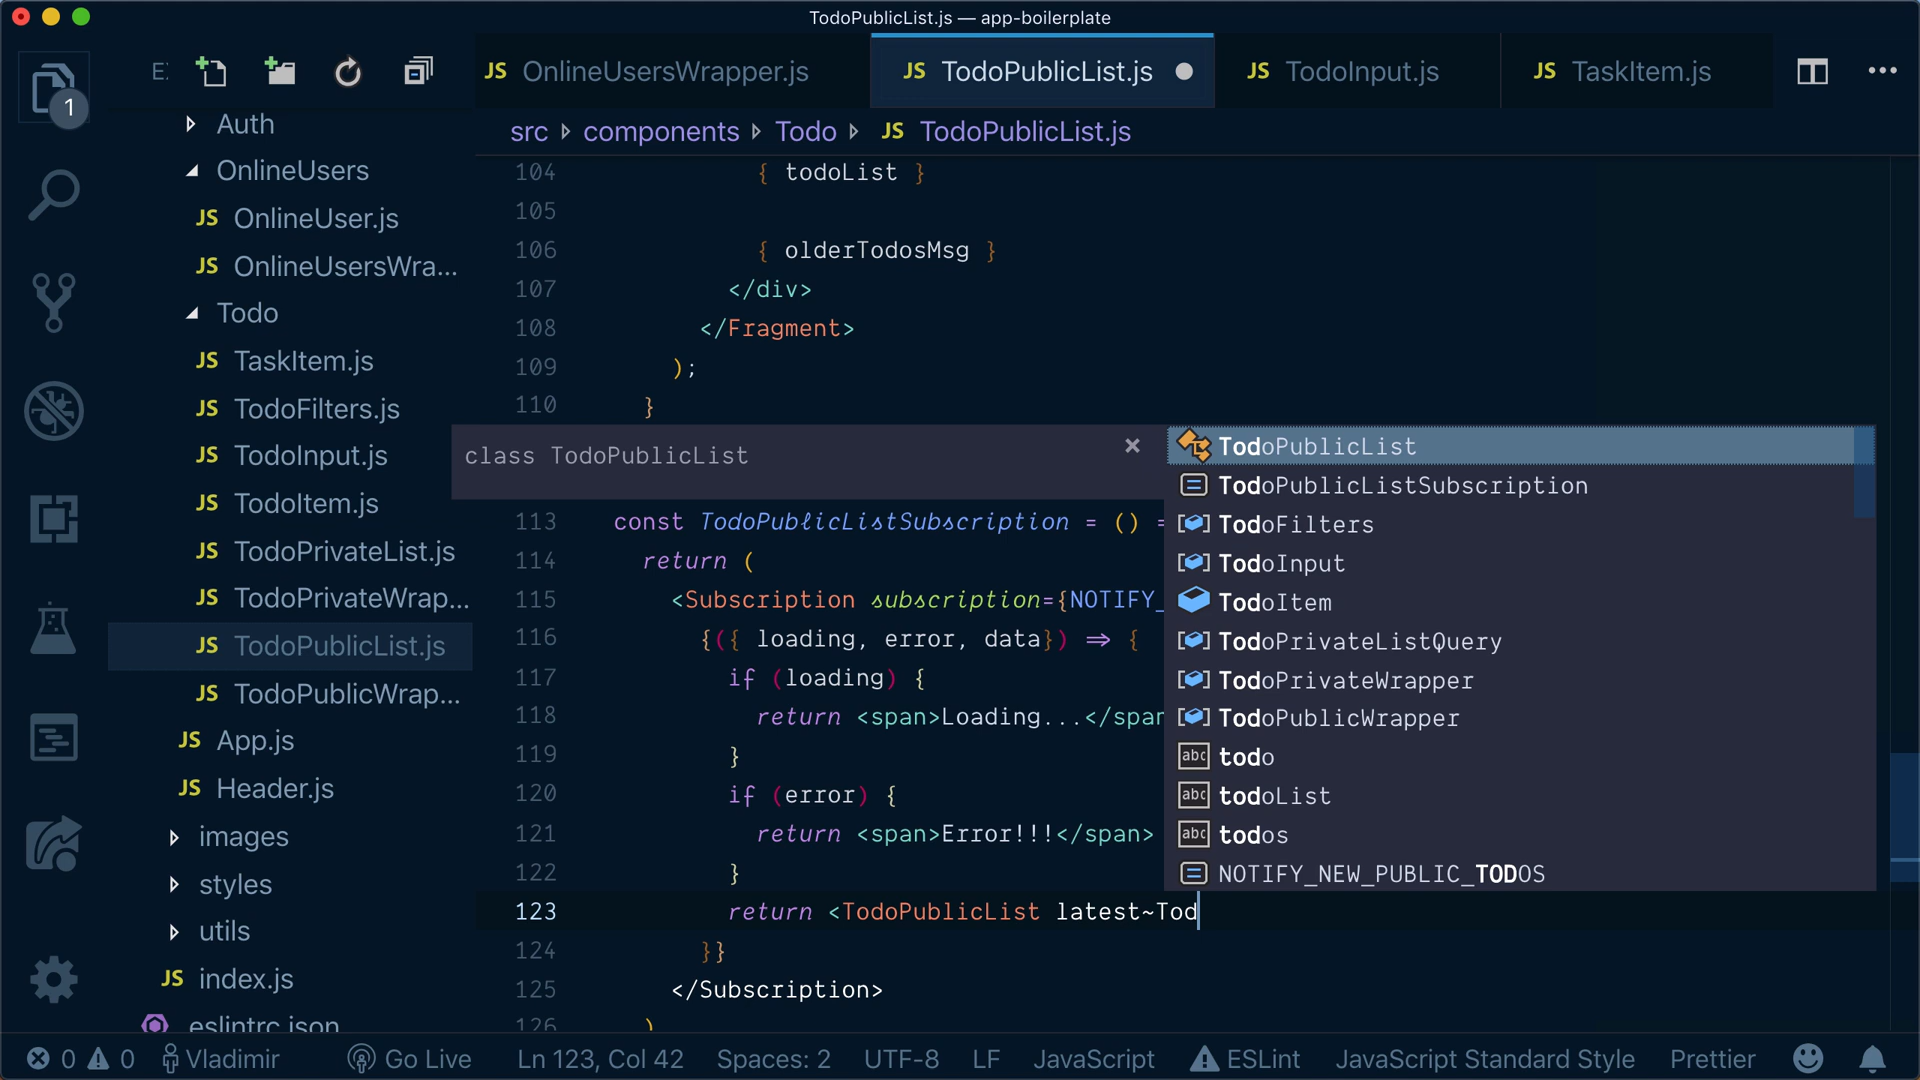 TodoPublicList.js — app-boilerplate
1
E:
JS OnlineUsersWrapper.js
JS TodoPublicList.js
JS TodoInput.js
JS TaskItem.js
src components Todo JS TodoPublicList.js
Auth
OnlineUsers
JS OnlineUser.js
JS OnlineUsersWra...
Todo
JS TaskItem.js
JS TodoFilters.js
JS TodoInput.js
JS TodoItem.js
JS TodoPrivateList.js
JS TodoPrivateWrap...
JS TodoPublicList.js
JS TodoPublicWrap...
JS App.js
JS Header.js
images
styles
utils
JS index.js
eslintrc.json
104 { todoList }
105
106 { olderTodosMsg }
107 </div>
108 </Fragment>
109 );
110 }
class TodoPublicList ×
113 const TodoPublicListSubscription = () =
114 return (
115 <Subscription subscription={NOTIFY_
116 {({ loading, error, data}) => {
117 if (loading) {
118 return <span>Loading...</span
119 }
120 if (error) {
121 return <span>Error!!!</span>
122 }
123 return <TodoPublicList latest~Tod
124 }}
125 </Subscription>
126 )
TodoPublicList
TodoPublicListSubscription
TodoFilters
TodoInput
TodoItem
TodoPrivateListQuery
TodoPrivateWrapper
TodoPublicWrapper
abc todo
abc todoList
abc todos
NOTIFY_NEW_PUBLIC_TODOS
0 0 Vladimir Go Live Ln 123, Col 42 Spaces: 2 UTF-8 LF JavaScript ESLint JavaScript Standard Style Prettier